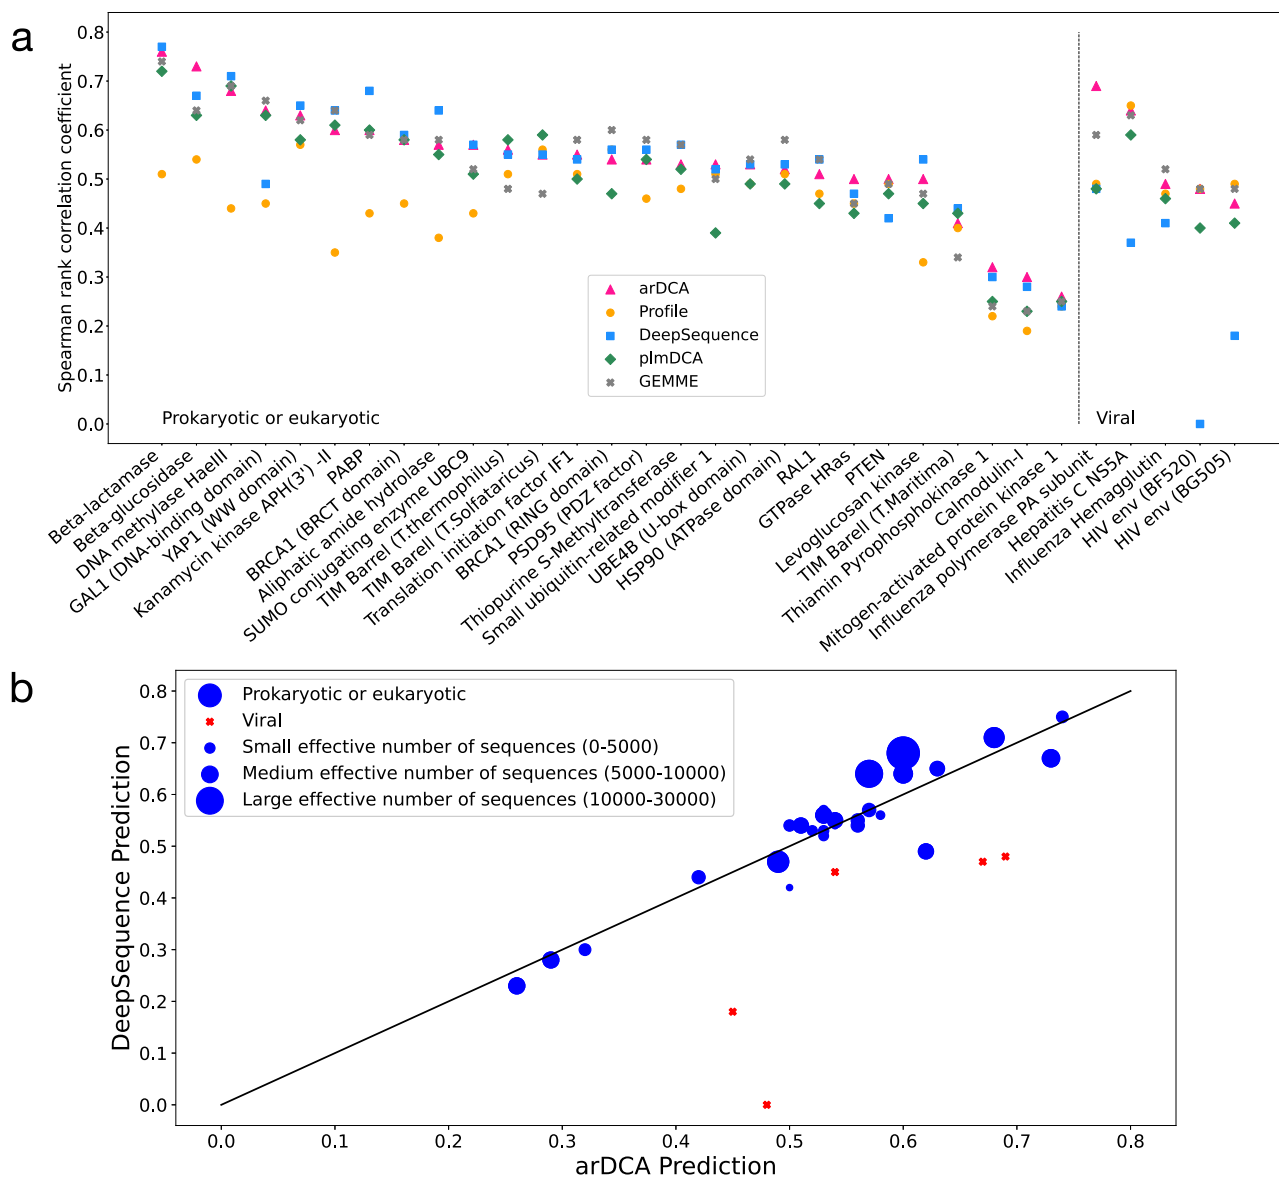 a
Spearman rank correlation coefficient
0.8
0.7
0.6
0.5
0.4
0.3
0.2
0.1
0.0
arDCA
Profile
DeepSequence
plmDCA
GEMME
Prokaryotic or eukaryotic
Viral
Beta-lactamase
Beta-glucosidase
DNA methylase HaeIII
GAL1 (DNA-binding domain)
YAP1 (WW domain)
Kanamycin kinase APH(3') -II
PABP
BRCA1 (BRCT domain)
Aliphatic amide hydrolase
SUMO conjugating enzyme UBC9
TIM Barrel (T.thermophilus)
TIM Barell (T.Solfataricus)
Translation initiation factor IF1
BRCA1 (RING domain)
PSD95 (PDZ factor)
Thiopurine S-Methyltransferase
Small ubiquitin-related modifier 1
UBE4B (U-box domain)
HSP90 (ATPase domain)
RAL1
GTPase HRas
PTEN
Levoglucosan Kinase
TIM Barell (T.Maritima)
Thiamin Pyrophosphokinase 1
Calmodulin-I
Mitogen-activated protein kinase 1
Influenza polymerase PA subunit
Hepatitis C NS5A
Influenza Hemagglutin
HIV env (BF520)
HIV env (BG505)
b
Prokaryotic or eukaryotic
Viral
Small effective number of sequences (0-5000)
Medium effective number of sequences (5000-10000)
Large effective number of sequences (10000-30000)
DeepSequence Prediction
0.8
0.7
0.6
0.5
0.4
0.3
0.2
0.1
0.0
0.0 0.1 0.2 0.3 0.4 0.5 0.6 0.7 0.8
arDCA Prediction